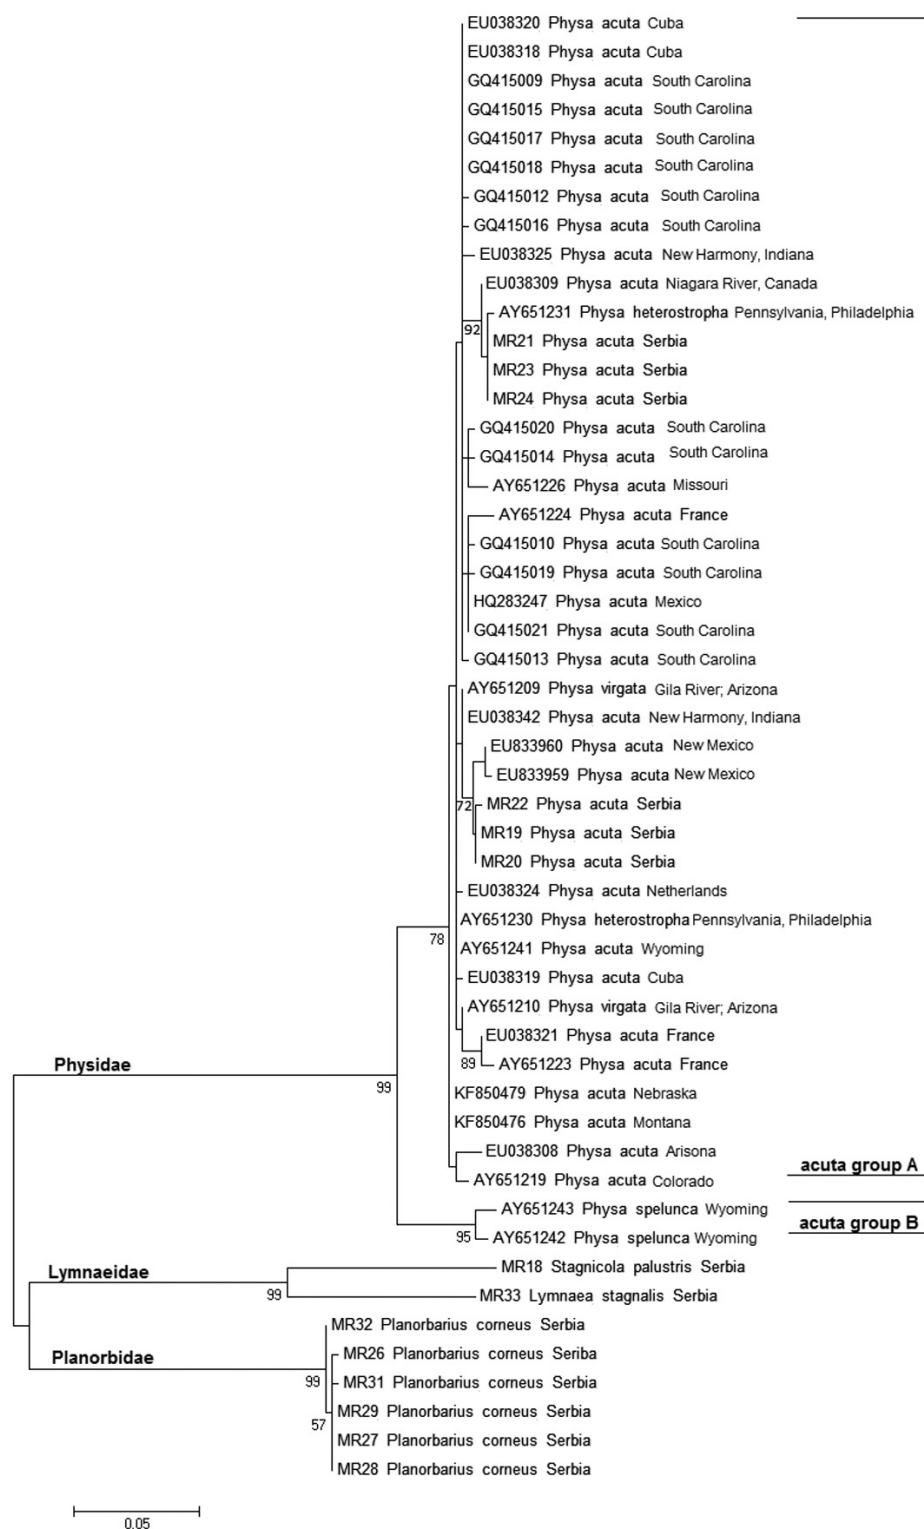 EU038320 Physa acuta Cuba
EU038318 Physa acuta Cuba
GQ415009 Physa acuta South Carolina
GQ415015 Physa acuta South Carolina
GQ415017 Physa acuta South Carolina
GQ415018 Physa acuta South Carolina
GQ415012 Physa acuta South Carolina
GQ415016 Physa acuta South Carolina
EU038325 Physa acuta New Harmony, Indiana
EU038309 Physa acuta Niagara River, Canada
AY651231 Physa heterostropha Pennsylvania, Philadelphia
92
MR21 Physa acuta Serbia
MR23 Physa acuta Serbia
MR24 Physa acuta Serbia
GQ415020 Physa acuta South Carolina
GQ415014 Physa acuta South Carolina
AY651226 Physa acuta Missouri
AY651224 Physa acuta France
GQ415010 Physa acuta South Carolina
GQ415019 Physa acuta South Carolina
HQ283247 Physa acuta Mexico
GQ415021 Physa acuta South Carolina
GQ415013 Physa acuta South Carolina
AY651209 Physa virgata Gila River; Arizona
EU038342 Physa acuta New Harmony, Indiana
EU833960 Physa acuta New Mexico
EU833959 Physa acuta New Mexico
72
MR22 Physa acuta Serbia
MR19 Physa acuta Serbia
MR20 Physa acuta Serbia
EU038324 Physa acuta Netherlands
AY651230 Physa heterostropha Pennsylvania, Philadelphia
78
AY651241 Physa acuta Wyoming
EU038319 Physa acuta Cuba
AY651210 Physa virgata Gila River; Arizona
EU038321 Physa acuta France
89
AY651223 Physa acuta France
Physidae
99
KF850479 Physa acuta Nebraska
KF850476 Physa acuta Montana
EU038308 Physa acuta Arisona
acuta group A
AY651219 Physa acuta Colorado
AY651243 Physa spelunca Wyoming
acuta group B
95
AY651242 Physa spelunca Wyoming
MR18 Stagnicola palustris Serbia
Lymnaeidae
99
MR33 Lymnaea stagnalis Serbia
MR32 Planorbarius corneus Serbia
MR26 Planorbarius corneus Seriba
Planorbidae
99
MR31 Planorbarius corneus Serbia
MR29 Planorbarius corneus Serbia
57
MR27 Planorbarius corneus Serbia
MR28 Planorbarius corneus Serbia
0.05